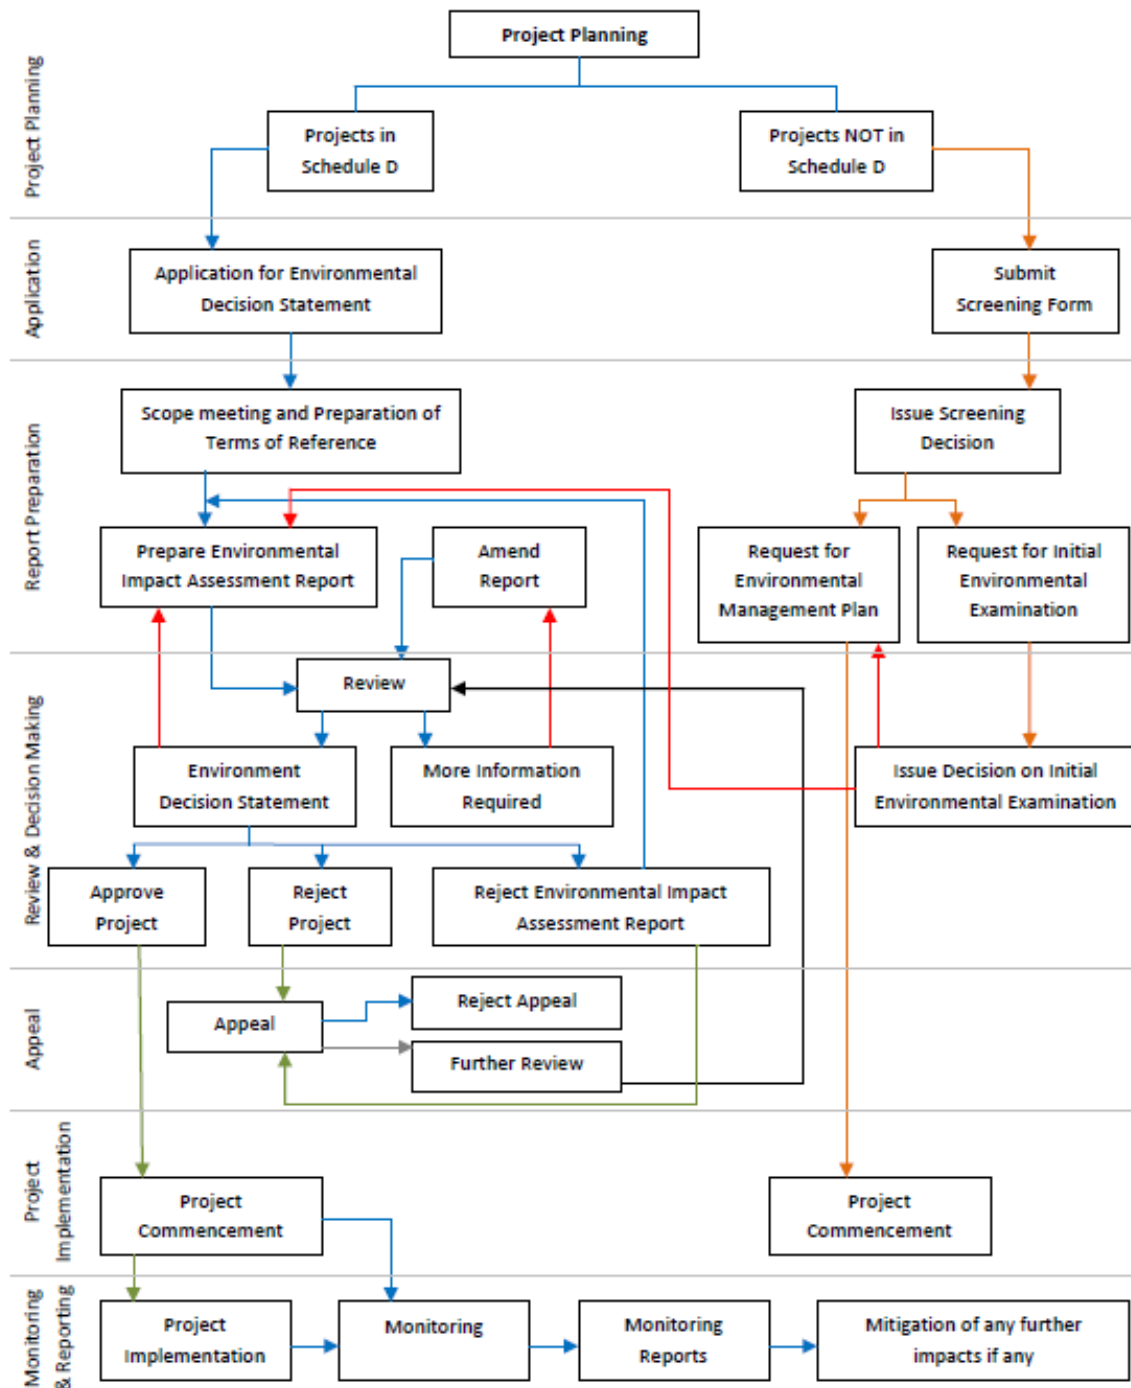 Project Planning
Project Planning
Projects in
Schedule D
Projects NOT in
Schedule D
Application
Application for Environmental
Decision Statement
Submit
Screening Form
Report Preparation
Scope meeting and Preparation of
Terms of Reference
Issue Screening
Decision
Prepare Environmental
Impact Assessment Report
Amend
Report
Request for
Environmental
Management Plan
Request for Initial
Environmental
Examination
Review & Decision Making
Review
Environment
Decision Statement
More Information
Required
Issue Decision on Initial
Environmental Examination
Approve
Project
Reject
Project
Reject Environmental Impact
Assessment Report
Appeal
Appeal
Reject Appeal
Further Review
Project
Implementation
Project
Commencement
Project
Commencement
Monitoring
& Reporting
Project
Implementation
Monitoring
Monitoring
Reports
Mitigation of any further
impacts if any